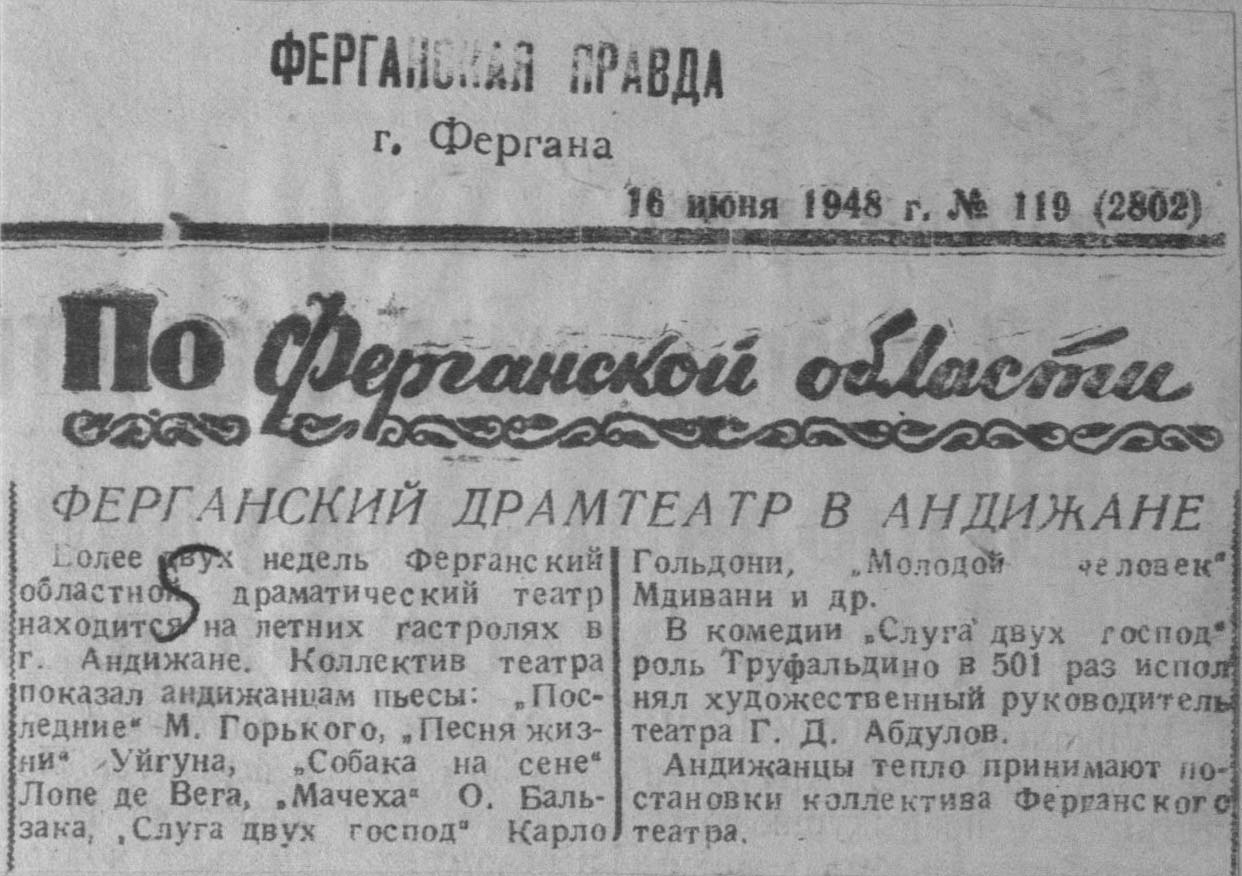 ФЕРГАНСКАЯ ПРАВДА
г. Фергана
16 июня 1948 г. № 119 (2802)
По Ферганской области
ФЕРГАНСКИЙ ДРАМТЕАТР В АНДИЖАНЕ
Более двух недель Ферганский
областной драматический театр
находится на летних гастролях в
г. Андижане. Коллектив театра
показал андижанцам пьесы: „Пос-
ледние“ М. Горького, „Песня жиз-
ни“ Уйгуна, „Собака на сене“
Лопе де Вега, „Мачеха“ О. Баль-
зака, „Слуга двух господ“ Карло
Гольдони, „Молодой человек“
Мдивани и др.
В комедии „Слуга двух господ“
роль Труфальдино в 501 раз испол
нял художественный руководитель
театра Г. Д. Абдулов.
Андижанцы тепло принимают по-
становки коллектива Ферганского
театра.